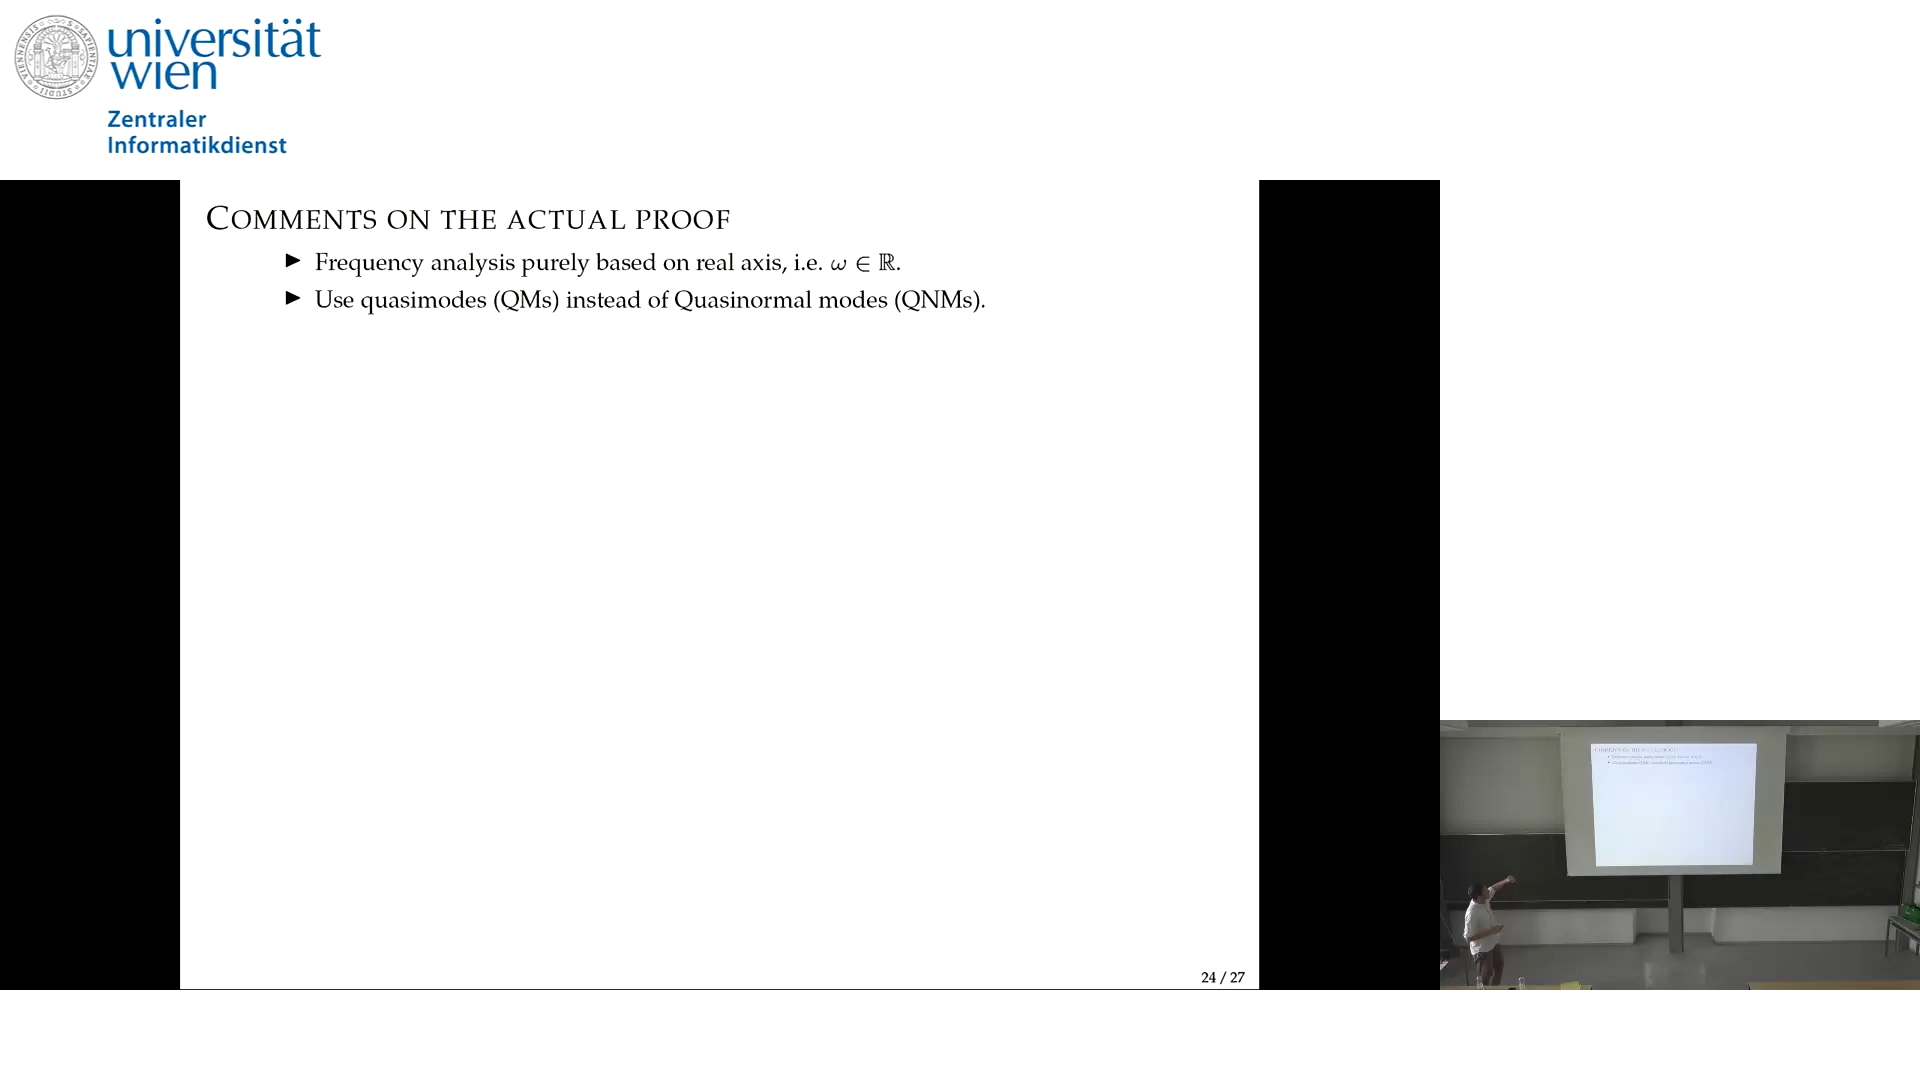 universität
wien
Zentraler
Informatikdienst
COMMENTS ON THE ACTUAL PROOF
▶ Frequency analysis purely based on real axis, i.e. ω ∈ ℝ.
▶ Use quasimodes (QMs) instead of Quasinormal modes (QNMs).
24 / 27